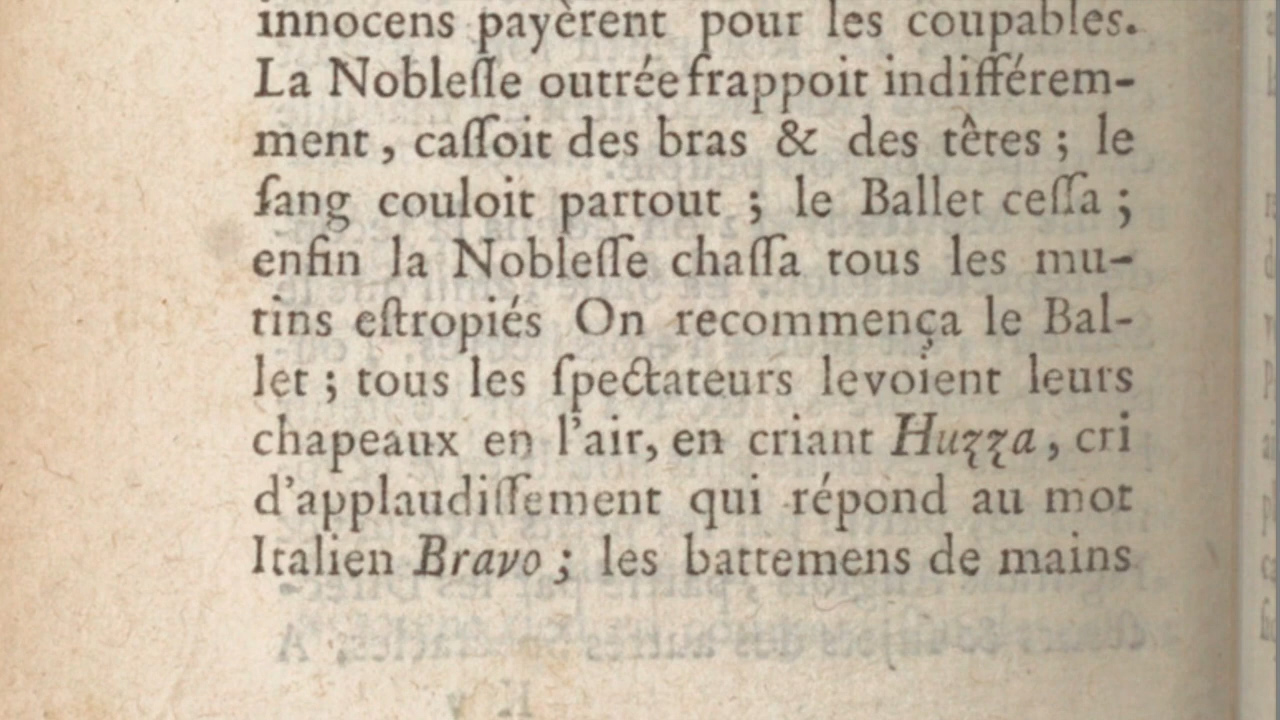 innocens payèrent pour les coupables.
La Nobleſſe outrée frappoit indifférem-
ment, caſſoit des bras & des têtes ; le
ſang couloit partout ; le Ballet ceſſa ;
enfin la Nobleſſe chaſſa tous les mu-
tins eſtropiés On recommença le Bal-
let ; tous les ſpectateurs levoient leurs
chapeaux en l'air, en criant Huzza, cri
d'applaudiſſement qui répond au mot
Italien Bravo ; les battemens de mains